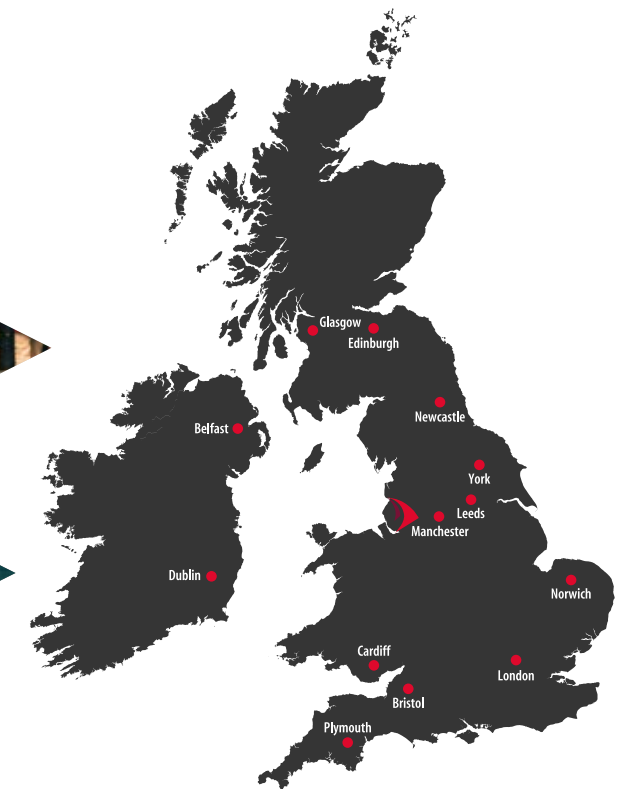 Glasgow
Edinburgh
Newcastle
Belfast
York
Leeds
Manchester
Dublin
Norwich
Cardiff
London
Bristol
Plymouth